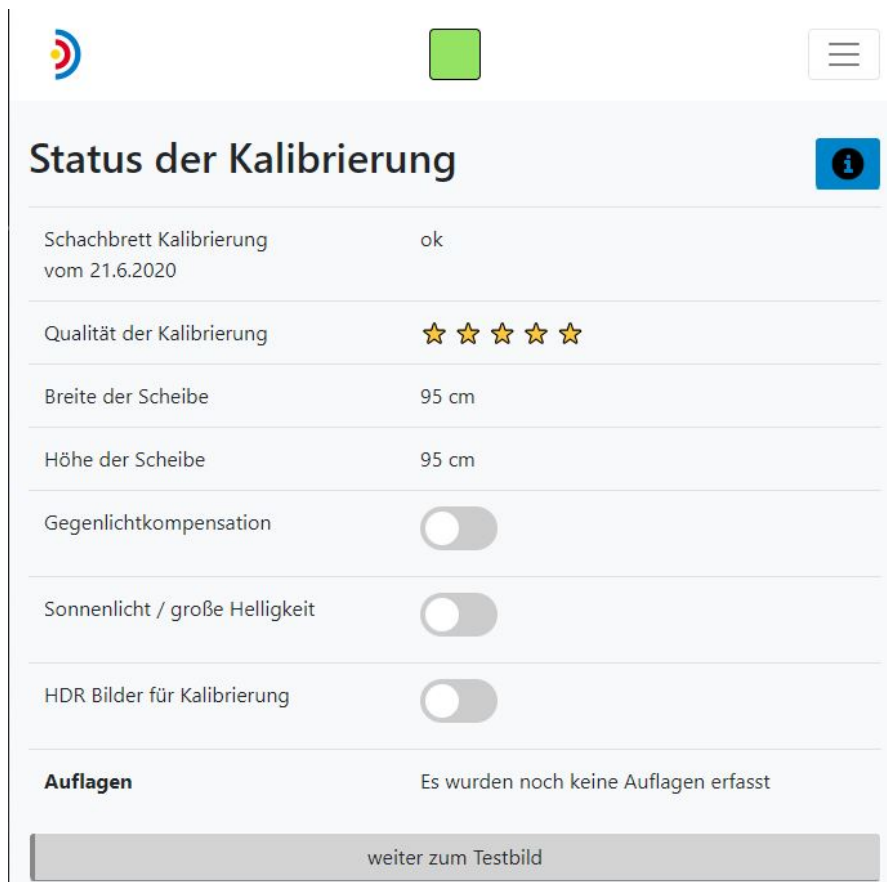 Status der Kalibrierung
Schachbrett Kalibrierung ok
vom 21.6.2020
Qualität der Kalibrierung
Breite der Scheibe 95 cm
Höhe der Scheibe 95 cm
Gegenlichtkompensation
Sonnenlicht / große Helligkeit
HDR Bilder für Kalibrierung
Auflagen Es wurden noch keine Auflagen erfasst
weiter zum Testbild